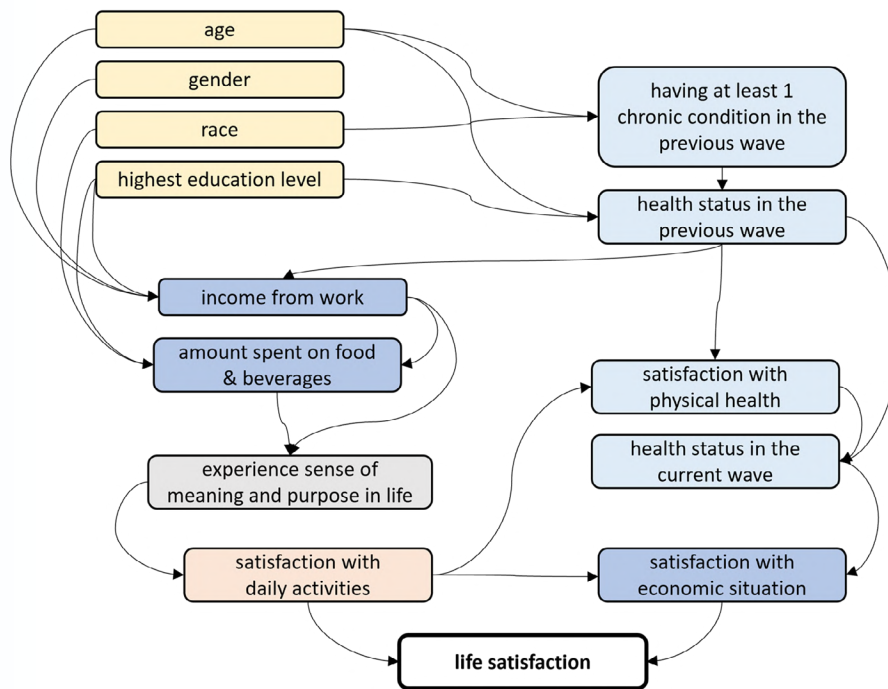 age
gender
race
highest education level
having at least 1
chronic condition in the
previous wave
health status in the
previous wave
income from work
amount spent on food
& beverages
satisfaction with
physical health
health status in the
current wave
experience sense of
meaning and purpose in life
satisfaction with
daily activities
satisfaction with
economic situation
life satisfaction